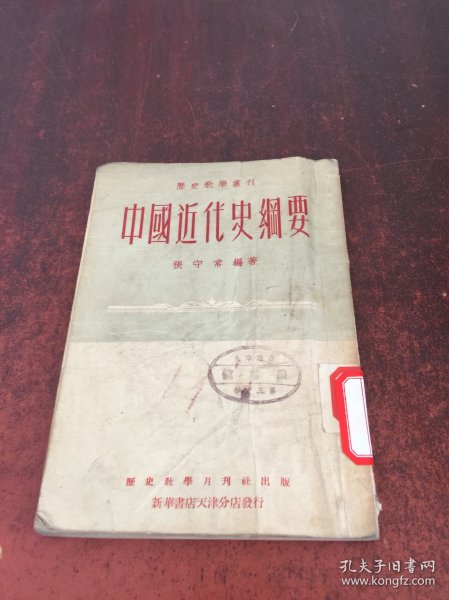 歷史敎學叢刊
中國近代史綱要
張守常編著
歷史敎學月刊社出版
新華書店天津分店發行
孔夫子旧书网
www.kongfz.com